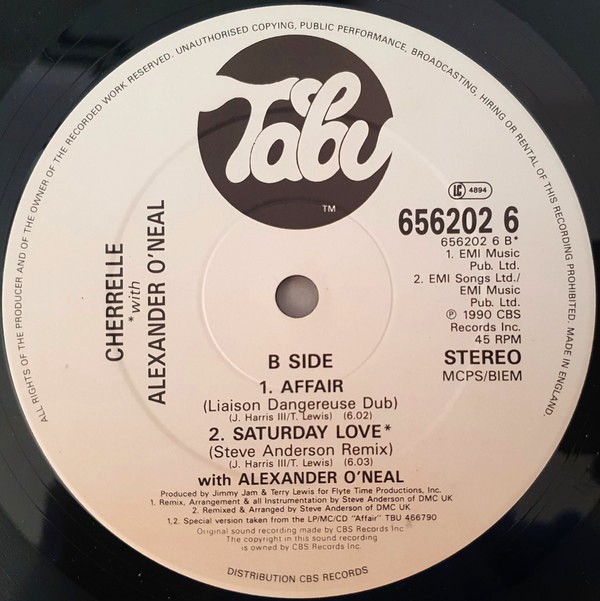 ALL RIGHTS OF THE PRODUCER AND OF THE OWNER OF THE RECORDED WORK RESERVED. UNAUTHORISED COPYING, PUBLIC PERFORMANCE, BROADCASTING, HIRING OR RENTAL OF THIS RECORDING PROHIBITED. MADE IN ENGLAND.
Tabu
TM
LC 4894
656202 6
656202 6 B*
1. EMI Music
Pub. Ltd.
2. EMI Songs Ltd./
EMI Music
Pub. Ltd.
℗ 1990 CBS
Records Inc.
45 RPM
STEREO
MCPS/BIEM
CHERRELLE
*with
ALEXANDER O'NEAL
B SIDE
1. AFFAIR
(Liaison Dangereuse Dub)
(J. Harris III/T. Lewis) (6.02)
2. SATURDAY LOVE*
(Steve Anderson Remix)
(J. Harris III/T. Lewis) (6.03)
with ALEXANDER O'NEAL
Produced by Jimmy Jam & Terry Lewis for Flyte Time Productions, Inc.
1. Remix, Arrangement & all Instrumentation by Steve Anderson of DMC UK
2. Remixed & Arranged by Steve Anderson of DMC UK
1,2. Special version taken from the LP/MC/CD "Affair" TBU 466790
Original sound recording made by CBS Records Inc.
The copyright in this sound recording
is owned by CBS Records Inc.
DISTRIBUTION CBS RECORDS